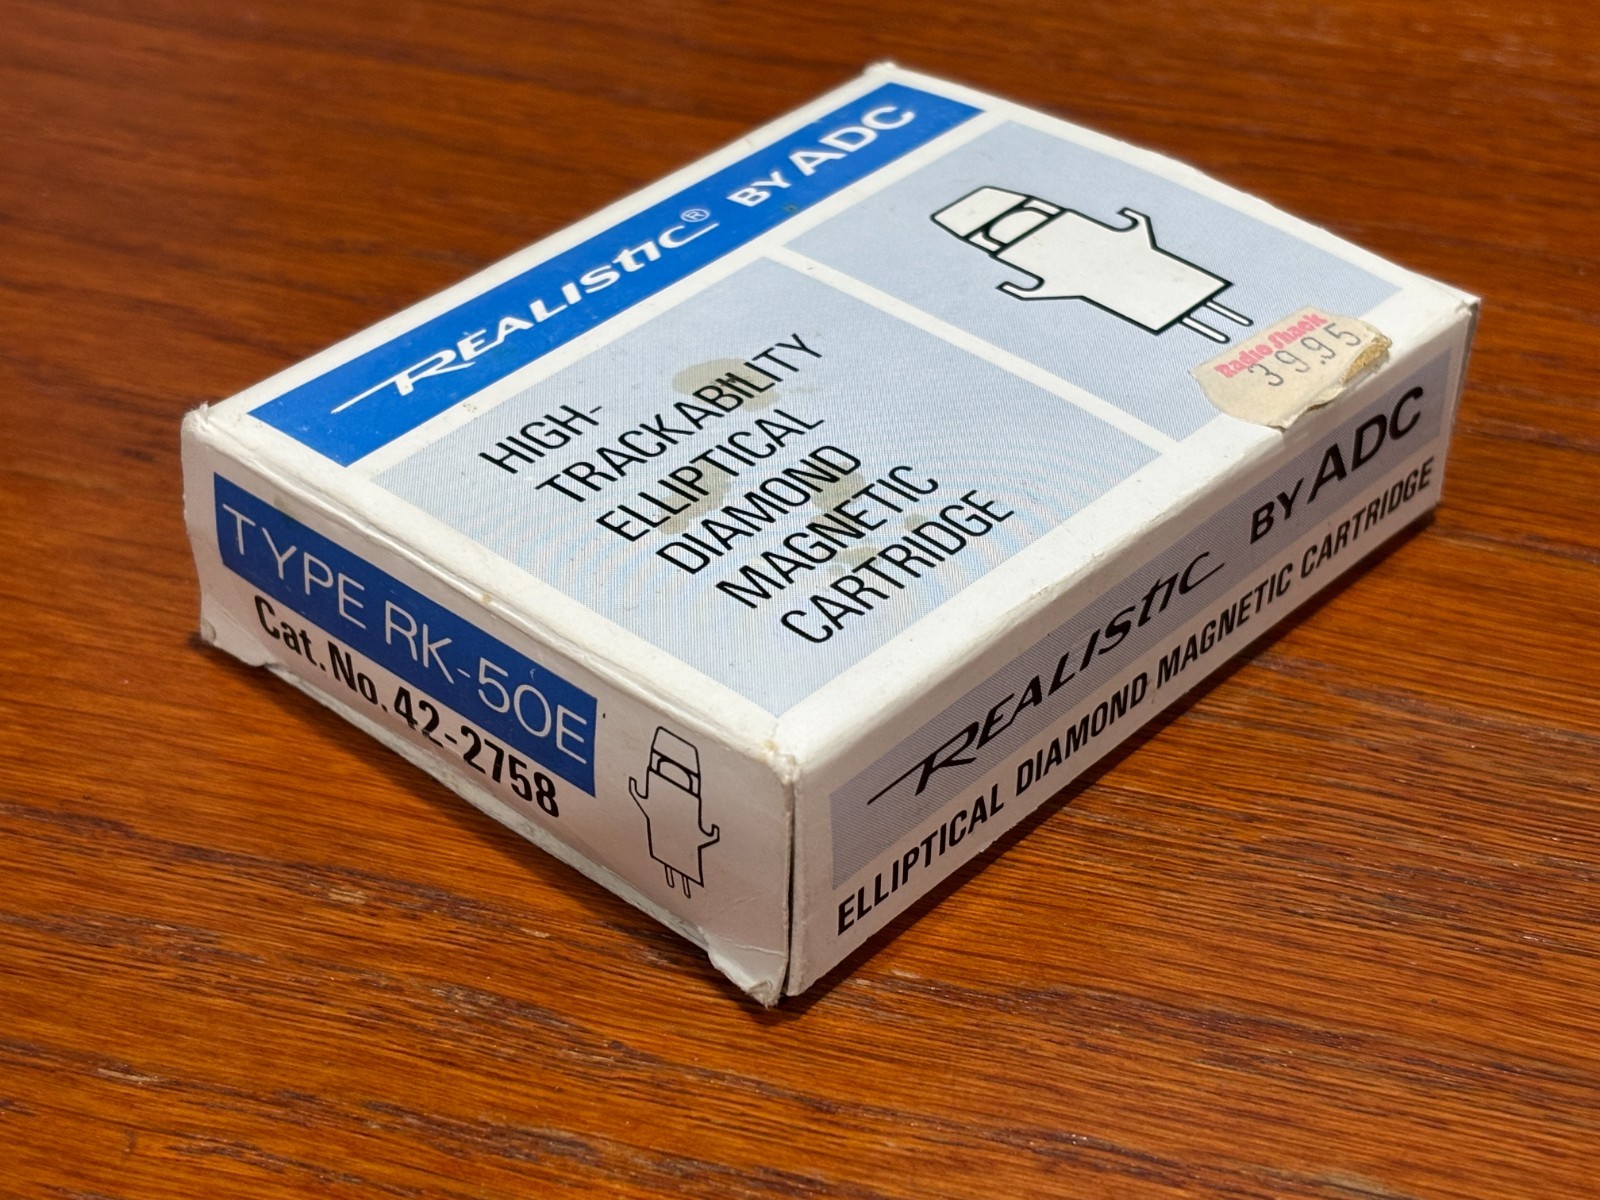 REALISTIC® BY ADC
HIGH-
TRACKABILITY
ELLIPTICAL
DIAMOND
MAGNETIC
CARTRIDGE
Radio Shack
39.95
TYPE RK-50E
Cat. No. 42-2758
REALISTIC BY ADC
ELLIPTICAL DIAMOND MAGNETIC CARTRIDGE